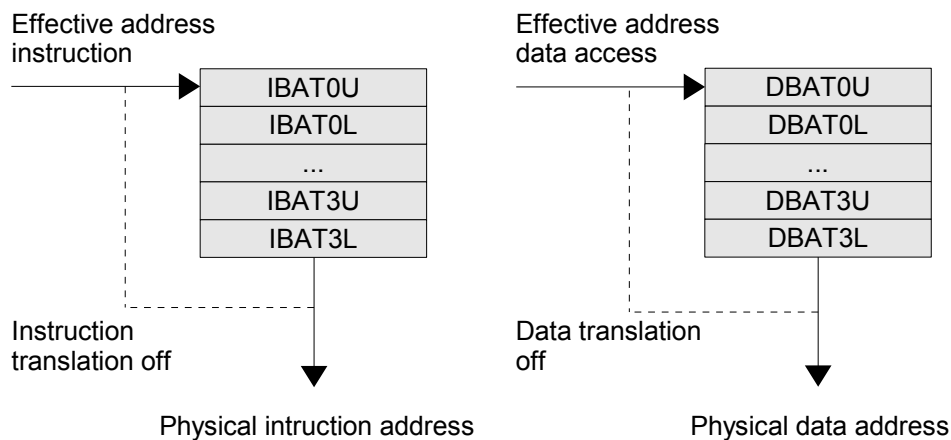 Effective address
instruction
IBAT0U
IBAT0L
...
IBAT3U
IBAT3L
Instruction
translation off
Physical intruction address
Effective address
data access
DBAT0U
DBAT0L
...
DBAT3U
DBAT3L
Data translation
off
Physical data address